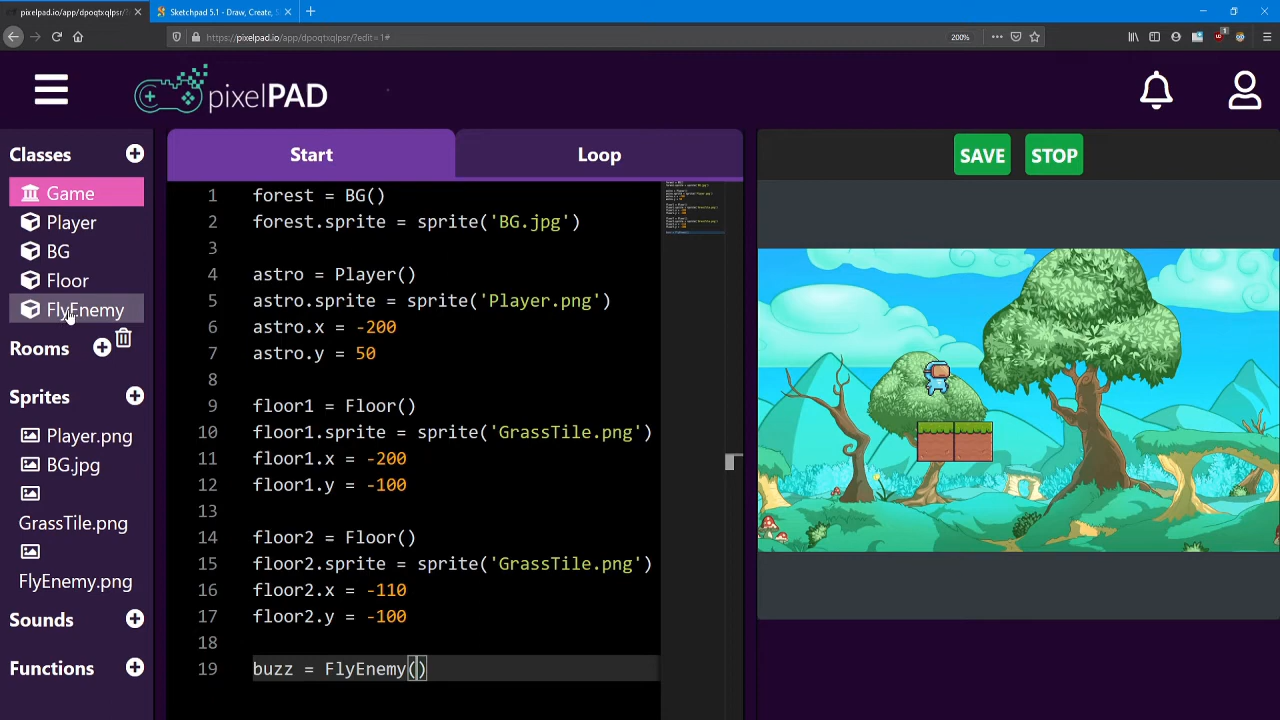 pixelpad.io/app/dpoqtxqlpsr/?
Sketchpad 5.1 - Draw, Create, S
https://pixelpad.io/app/dpoqtxqlpsr/?edit=1#
200%
pixelPAD
Classes
Game
Player
BG
Floor
FlyEnemy
Rooms
Sprites
Player.png
BG.jpg
GrassTile.png
FlyEnemy.png
Sounds
Functions
Start
Loop
1 forest = BG()
2 forest.sprite = sprite('BG.jpg')
3
4 astro = Player()
5 astro.sprite = sprite('Player.png')
6 astro.x = -200
7 astro.y = 50
8
9 floor1 = Floor()
10 floor1.sprite = sprite('GrassTile.png')
11 floor1.x = -200
12 floor1.y = -100
13
14 floor2 = Floor()
15 floor2.sprite = sprite('GrassTile.png')
16 floor2.x = -110
17 floor2.y = -100
18
19 buzz = FlyEnemy()
SAVE
STOP